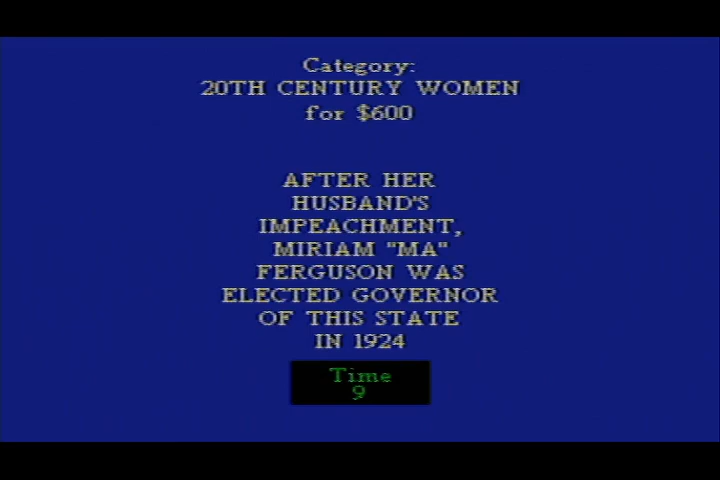 Category:
20TH CENTURY WOMEN
for $600
AFTER HER
HUSBAND'S
IMPEACHMENT,
MIRIAM "MA"
FERGUSON WAS
ELECTED GOVERNOR
OF THIS STATE
IN 1924
Time
9